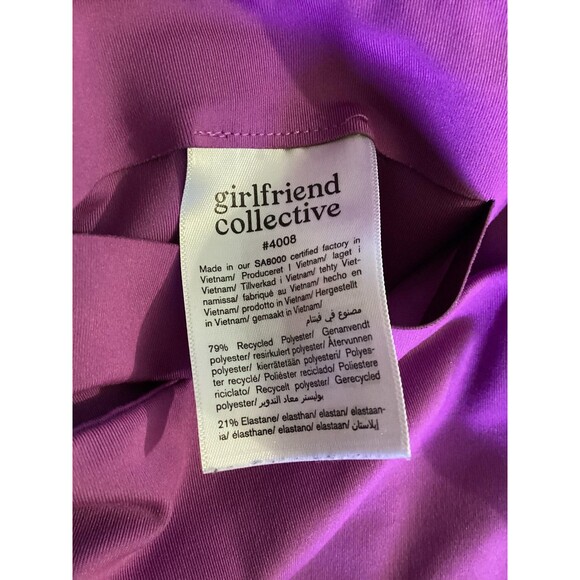 girlfriend
collective
#4008
Made in our SA8000 certified factory in
Vietnam/ Produceret I Vietnam/ laget i
Vietnam/ Tillverkad i Vietnam/ tehty Viet-
namissa/ fabriqué au Vietnam/ hecho en
Vietnam/ prodotto in Vietnam/ Hergestellt
in Vietnam/ gemaakt in Vietnam/
مصنوع في فيتنام
79% Recycled Polyester/ Genanvendt
polyester/ resirkulert polyester/ Återvunnen
polyester/ kierrätetään polyesteri/ Polyes-
ter recyclé/ Poliéster reciclado/ Poliestere
riciclato/ Recycelt polyester/ Gerecycled
polyester/ بوليستر معاد التدوير/
21% Elastane/ elasthan/ elastan/ elastaan-
ia/ élasthane/ elastano/ elastaan/ إيلاستان/